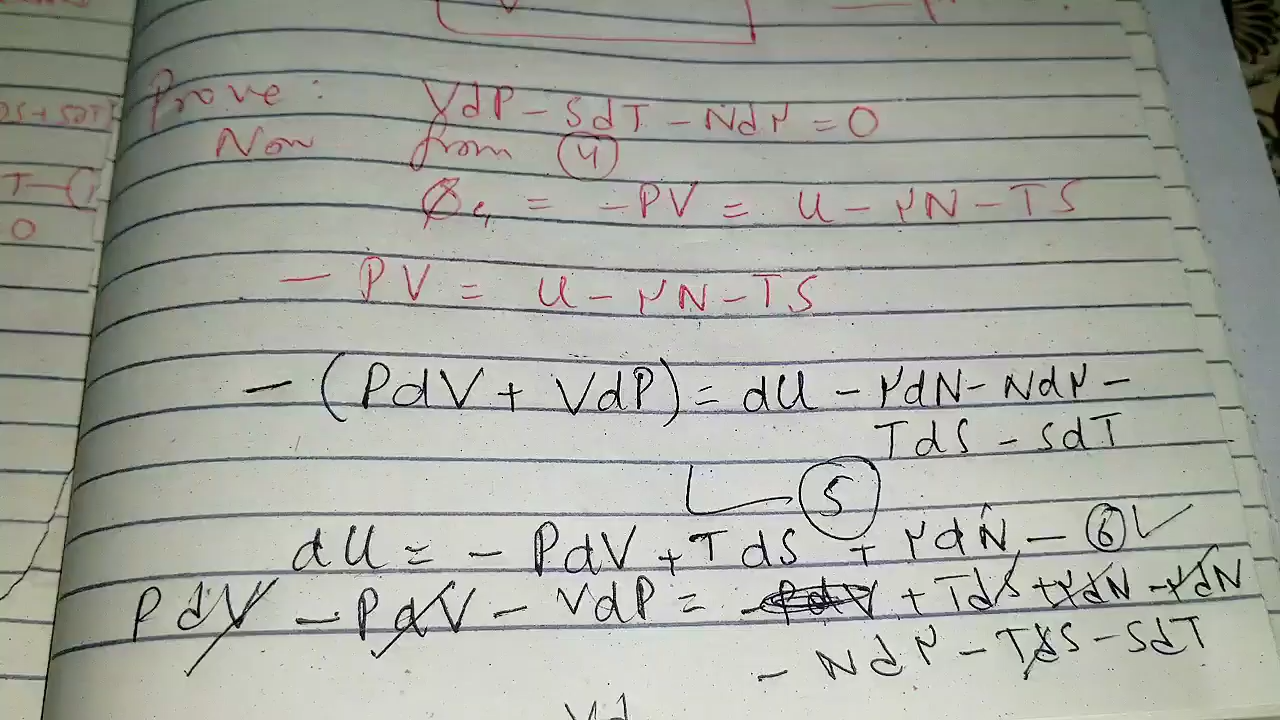 Prove : VdP - SdT - Ndμ = 0
Now from (4)
= -PV = U - μN - TS
- PV = U - μN - TS
- (PdV + VdP) = dU - μdN - Ndμ -
TdS - SdT
(5)
dU = - PdV + TdS + μdN - (6)
PdV - PdV - VdP = + TdS + μdN - μdN
- Ndμ - TdS - SdT